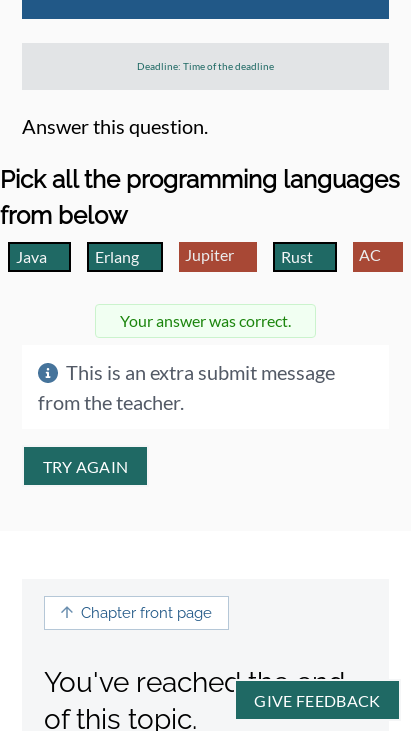 Deadline: Time of the deadline
Answer this question.
Pick all the programming languages
from below
Java Erlang Jupiter Rust AC
Your answer was correct.
This is an extra submit message
from the teacher.
TRY AGAIN
Chapter front page
You've reached the end
of this topic.
GIVE FEEDBACK